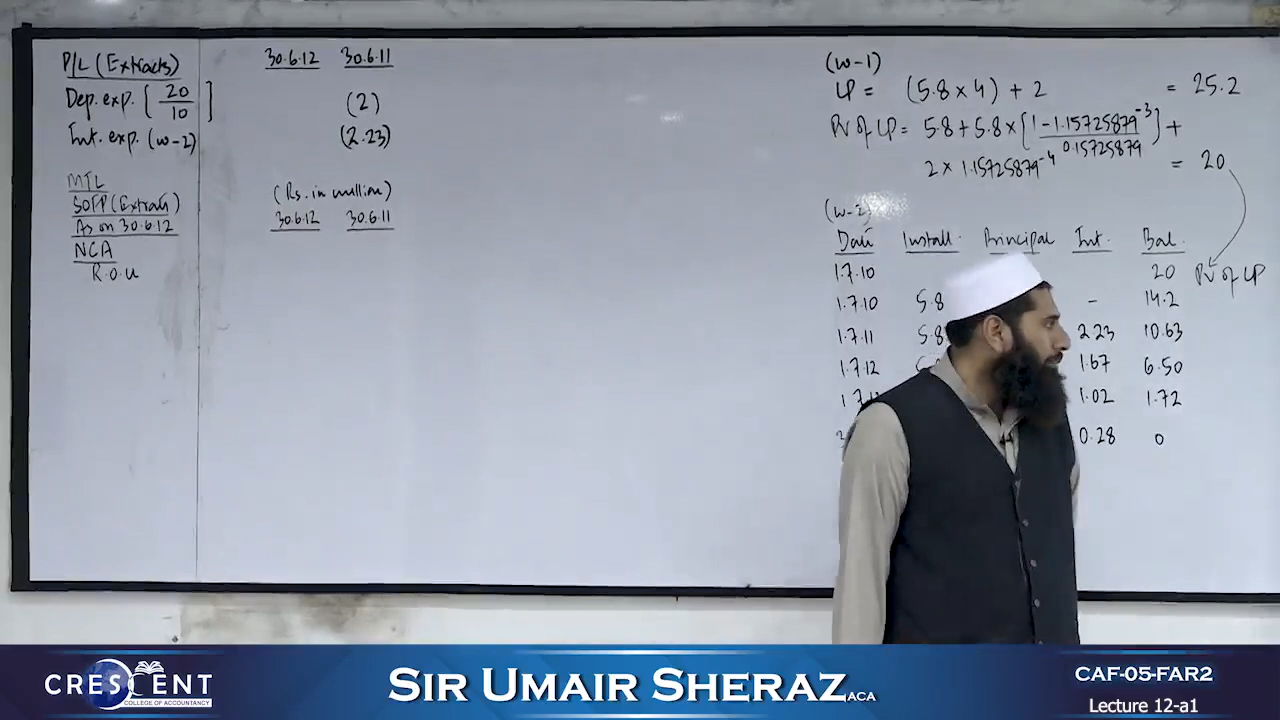 P/L (Extracts) 30.6.12 30.6.11
Dep. exp. [20/10] (2)
Int. exp. (w-2) (2.23)
MTL
SOFP (Extracts) (Rs. in million)
As on 30.6.12 30.6.12 30.6.11
NCA
R.O.U
(w-1)
LP = (5.8 x 4) + 2 = 25.2
PV of LP = 5.8 + 5.8 x [1 - 1.15725879^-3 / 0.15725879] +
2 x 1.15725879^-4 = 20
(w-2)
Date Install. Principal Int. Bal.
1.7.10 20 PV of LP
1.7.10 5.8 - 14.2
1.7.11 5.8 2.23 10.63
1.7.12 1.67 6.50
1.02 1.72
0.28 0
CRESCENT
COLLEGE OF ACCOUNTANCY
SIR UMAIR SHERAZ, ACA
CAF-05-FAR2
Lecture 12-a1